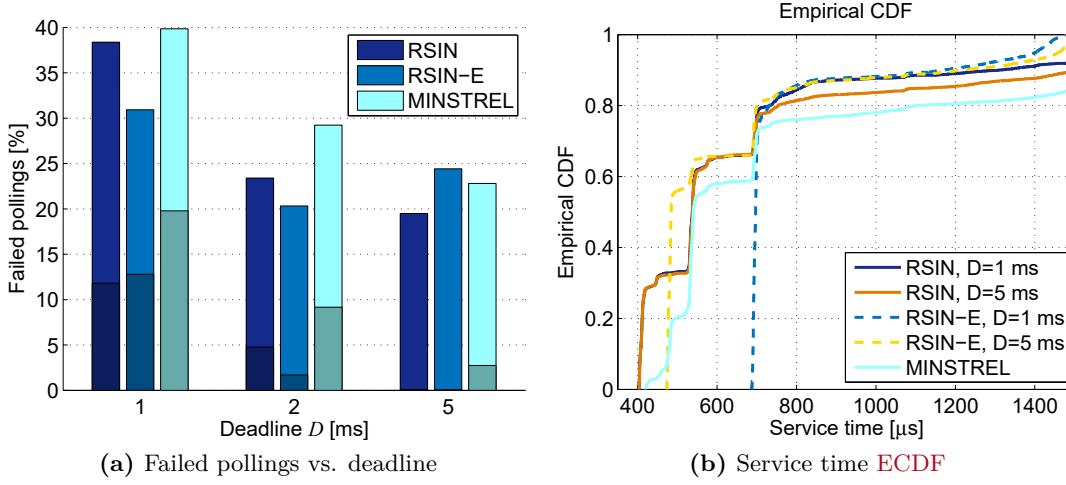 40
35
30
25
20
15
10
5
0
Failed pollings [%]
RSIN
RSIN−E
MINSTREL
1
2
5
Deadline D [ms]
(a) Failed pollings vs. deadline
Empirical CDF
1
0.8
0.6
0.4
0.2
0
Empirical CDF
RSIN, D=1 ms
RSIN, D=5 ms
RSIN−E, D=1 ms
RSIN−E, D=5 ms
MINSTREL
400 600 800 1000 1200 1400
Service time [μs]
(b) Service time ECDF